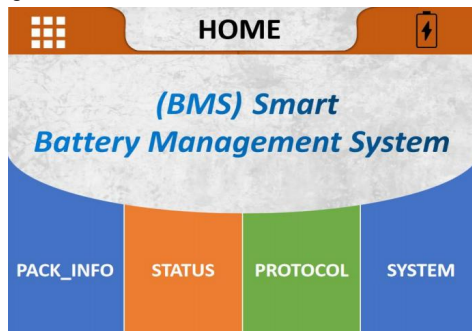 HOME
(BMS) Smart
Battery Management System
PACK_INFO STATUS PROTOCOL SYSTEM